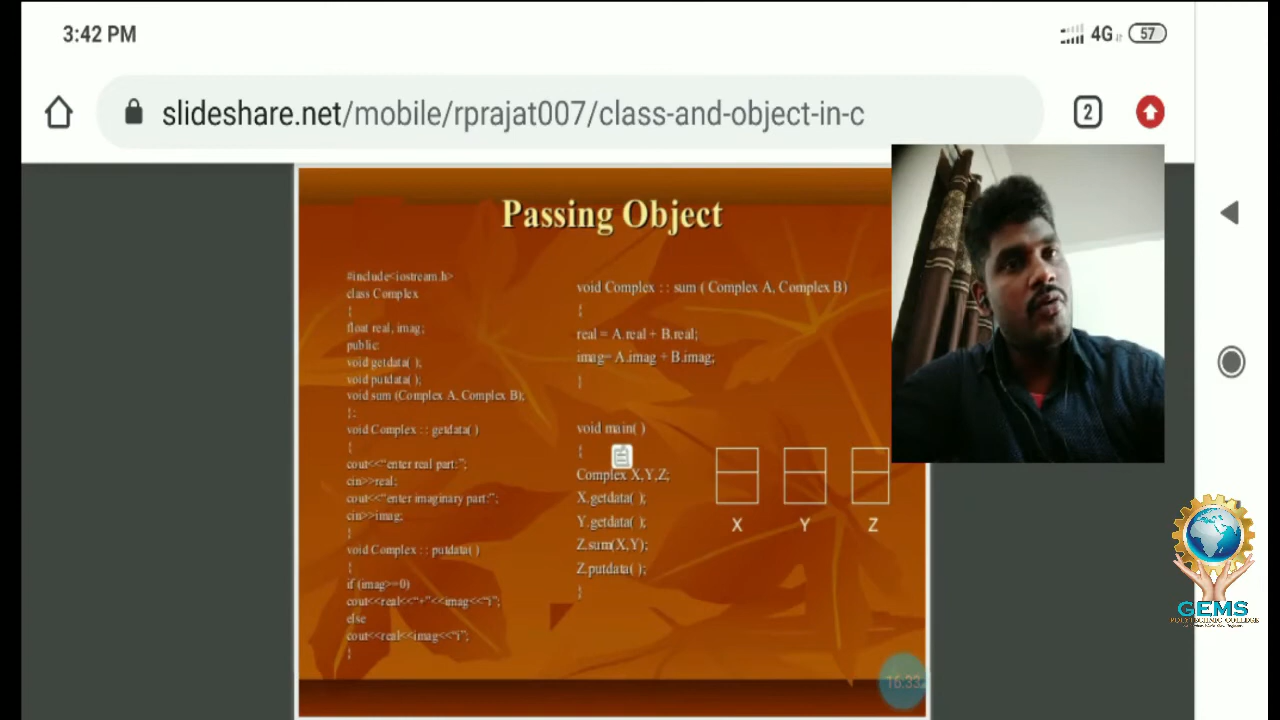 3:42 PM
4G
57
slideshare.net/mobile/rprajat007/class-and-object-in-c
2
Passing Object
#include<iostream.h>
class Complex
{
float real, imag;
public:
void getdata( );
void putdata( );
void sum (Complex A, Complex B);
};
void Complex : : getdata( )
{
cout<<“enter real part:”;
cin>>real;
cout<<“enter imaginary part:”;
cin>>imag;
}
void Complex : : putdata( )
{
if (imag>=0)
cout<<real<<“+”<<imag<<“i”;
else
cout<<real<<imag<<“i”;
}
void Complex : : sum ( Complex A, Complex B)
{
real = A.real + B.real;
imag= A.imag + B.imag;
}
void main( )
{
Complex X,Y,Z;
X.getdata( );
Y.getdata( );
Z.sum(X,Y);
Z.putdata( );
}
X Y Z
16:33
GEMS
POLYTECHNIC COLLEGE